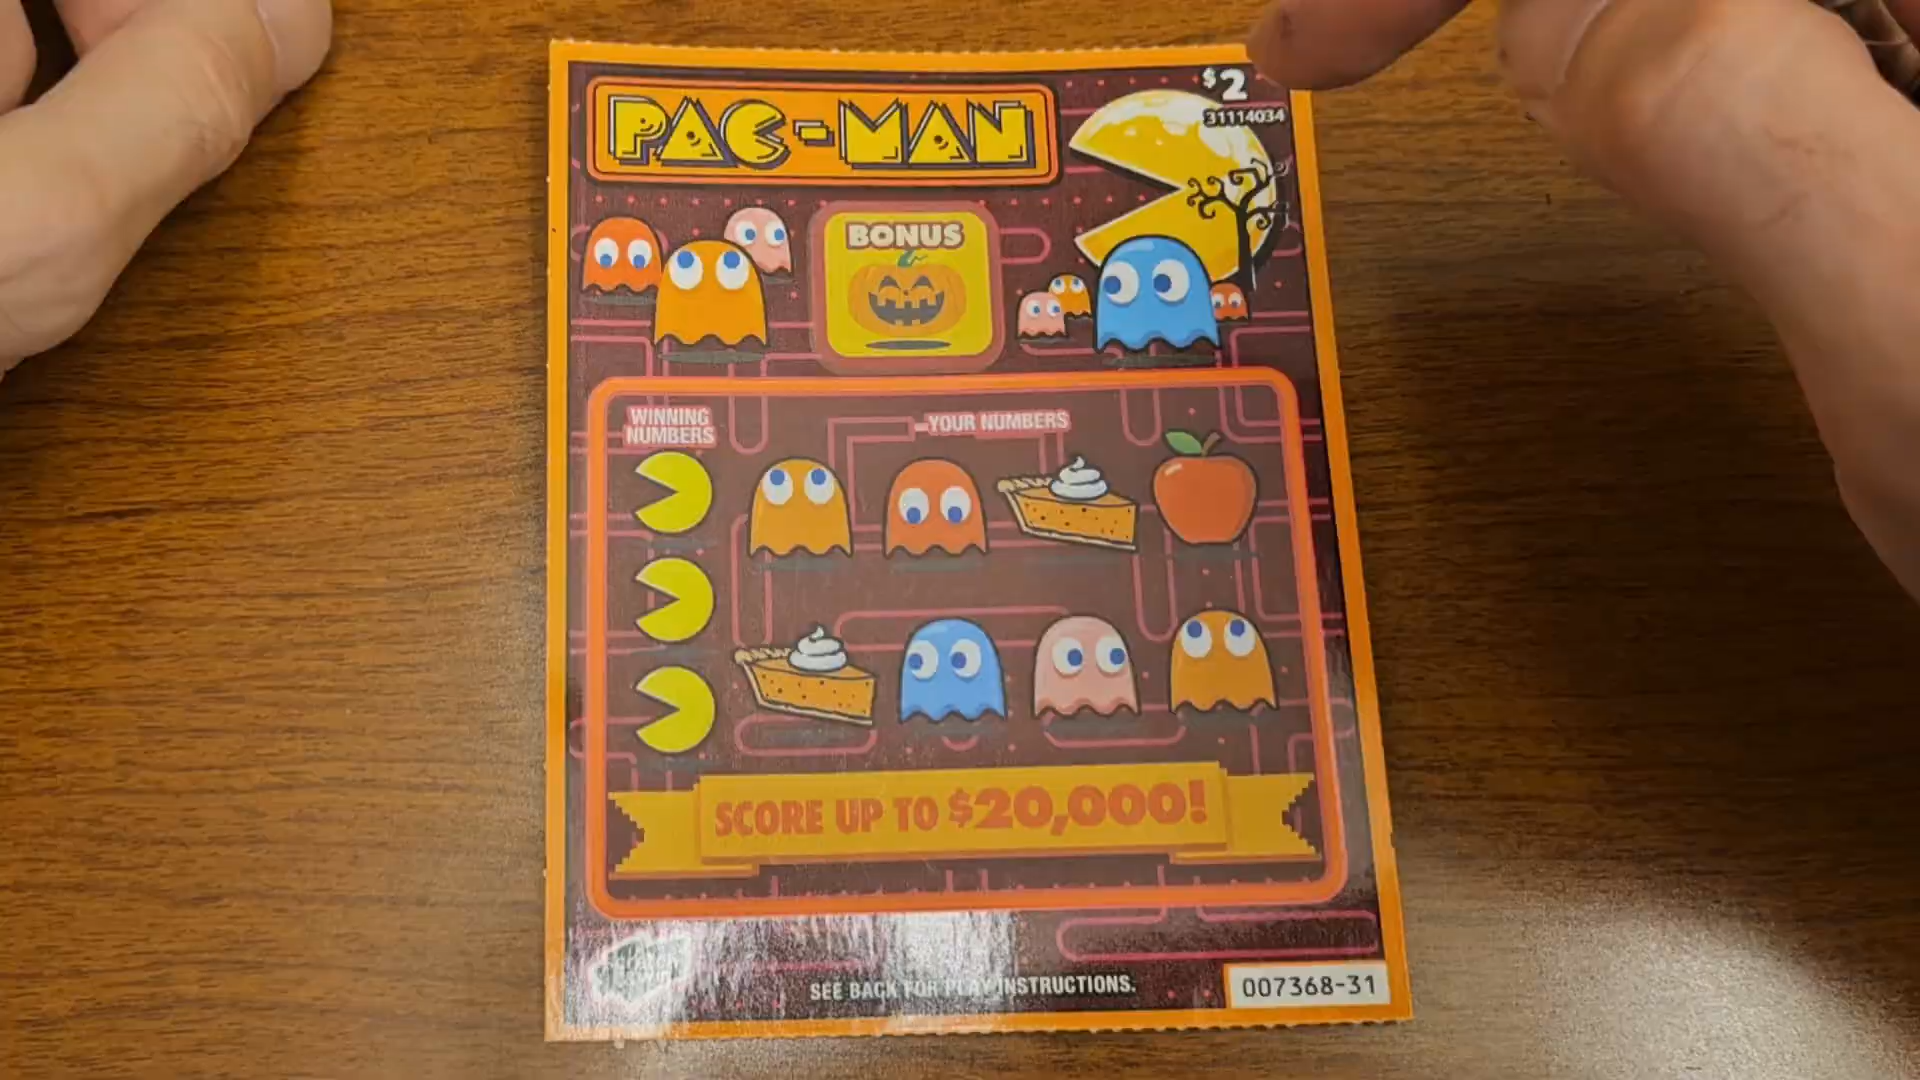 $2
31114034
PAC-MAN
BONUS
WINNING
NUMBERS
YOUR NUMBERS
SCORE UP TO $20,000!
SEE BACK FOR PLAY INSTRUCTIONS.
007368-31